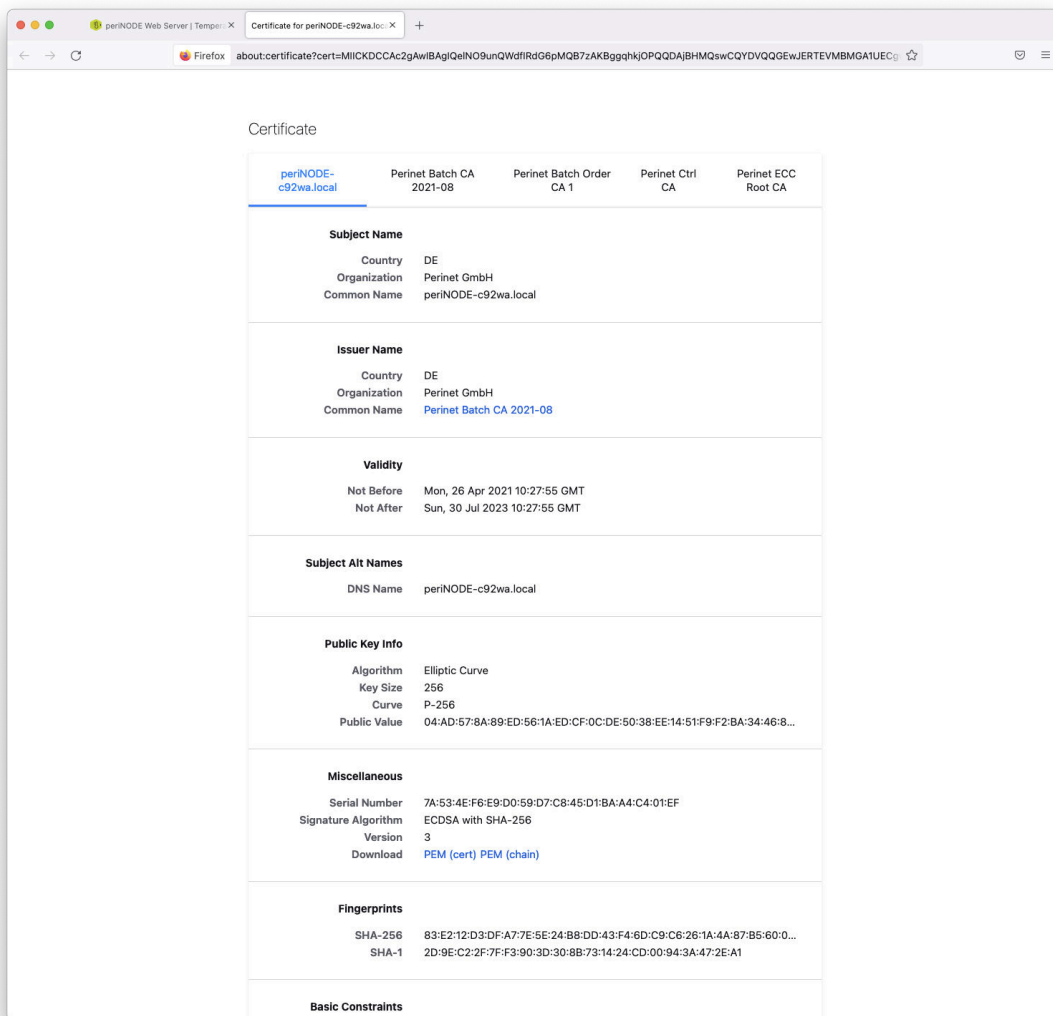 periNODE Web Server | Tempera
Certificate for periNODE-c92wa.loca
Firefox about:certificate?cert=MIICKDCCAc2gAwIBAgIQelNO9unQWdfIRdG6pMQB7zAKBggqhkjOPQQDAjBHMQswCQYDVQQGEwJERTEVMBMGA1UECg
Certificate
periNODE-
c92wa.local
Perinet Batch CA
2021-08
Perinet Batch Order
CA 1
Perinet Ctrl
CA
Perinet ECC
Root CA
Subject Name
Country DE
Organization Perinet GmbH
Common Name periNODE-c92wa.local
Issuer Name
Country DE
Organization Perinet GmbH
Common Name Perinet Batch CA 2021-08
Validity
Not Before Mon, 26 Apr 2021 10:27:55 GMT
Not After Sun, 30 Jul 2023 10:27:55 GMT
Subject Alt Names
DNS Name periNODE-c92wa.local
Public Key Info
Algorithm Elliptic Curve
Key Size 256
Curve P-256
Public Value 04:AD:57:8A:89:ED:56:1A:ED:CF:0C:DE:50:38:EE:14:51:F9:F2:BA:34:46:8...
Miscellaneous
Serial Number 7A:53:4E:F6:E9:D0:59:D7:C8:45:D1:BA:A4:C4:01:EF
Signature Algorithm ECDSA with SHA-256
Version 3
Download PEM (cert) PEM (chain)
Fingerprints
SHA-256 83:E2:12:D3:DF:A7:7E:5E:24:B8:DD:43:F4:6D:C9:C6:26:1A:4A:87:B5:60:0...
SHA-1 2D:9E:C2:2F:7F:F3:90:3D:30:8B:73:14:24:CD:00:94:3A:47:2E:A1
Basic Constraints